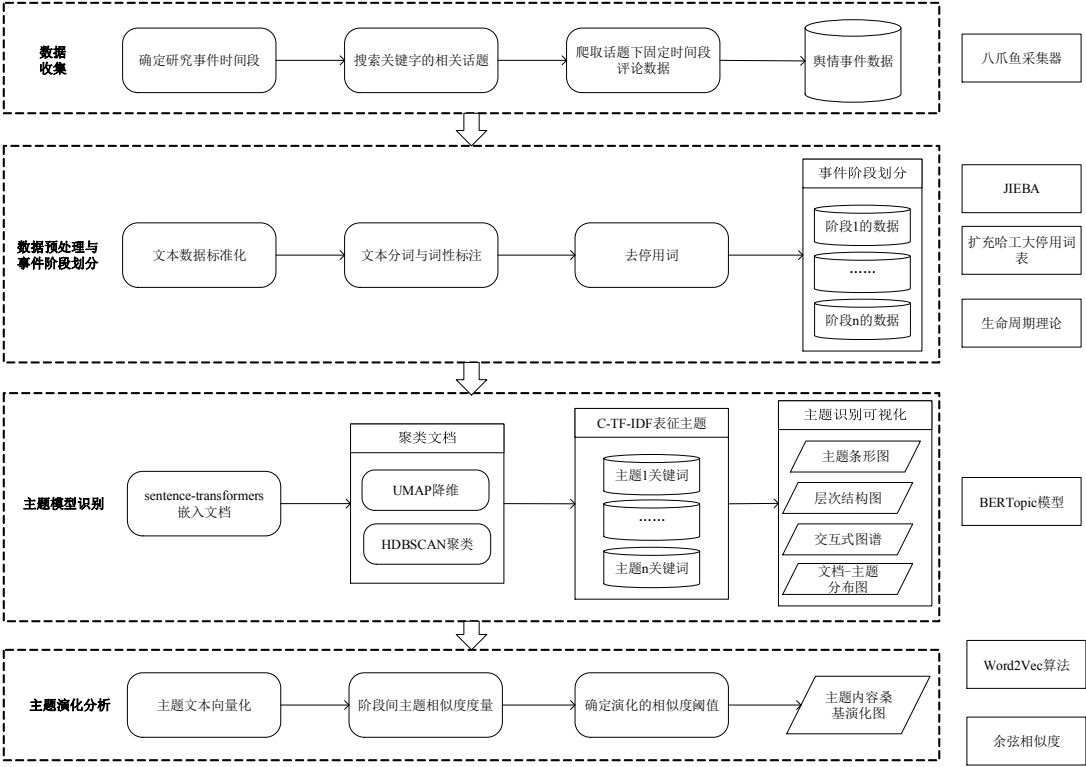 数据
收集
确定研究事件时间段
搜索关键字的相关话题
爬取话题下固定时间段
评论数据
舆情事件数据
八爪鱼采集器
数据预处理与
事件阶段划分
文本数据标准化
文本分词与词性标注
去停用词
事件阶段划分
阶段1的数据
......
阶段n的数据
JIEBA
扩充哈工大停用词
表
生命周期理论
主题模型识别
sentence-transformers
嵌入文档
聚类文档
UMAP降维
HDBSCAN聚类
C-TF-IDF表征主题
主题1关键词
......
主题n关键词
主题识别可视化
主题条形图
层次结构图
交互式图谱
文档-主题
分布图
BERTopic模型
主题演化分析
主题文本向量化
阶段间主题相似度度量
确定演化的相似度阈值
主题内容桑
基演化图
Word2Vec算法
余弦相似度